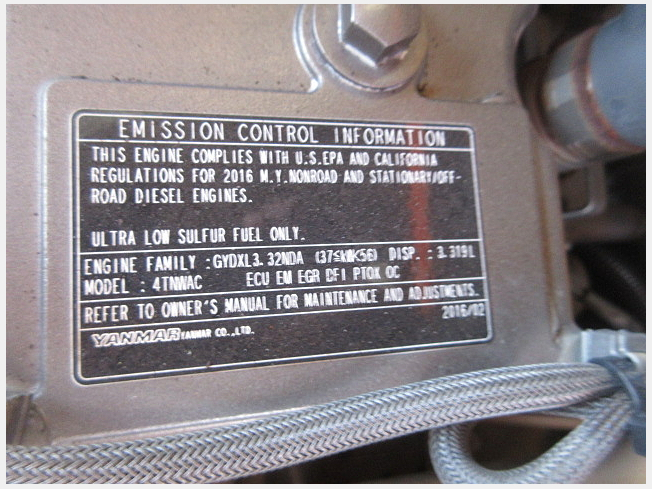 EMISSION CONTROL INFORMATION
THIS ENGINE COMPLIES WITH U.S.EPA AND CALIFORNIA
REGULATIONS FOR 2016 M.Y.NONROAD AND STATIONARY/OFF-
ROAD DIESEL ENGINES.
ULTRA LOW SULFUR FUEL ONLY.
ENGINE FAMILY :GYDXL3.32NDA (37≤kW<56) DISP. : 3.319L
MODEL : 4TNWAC ECU EM EGR DFI PTOX OC
REFER TO OWNER'S MANUAL FOR MAINTENANCE AND ADJUSTMENTS.
2016/02
YANMAR YANMAR CO.,LTD.